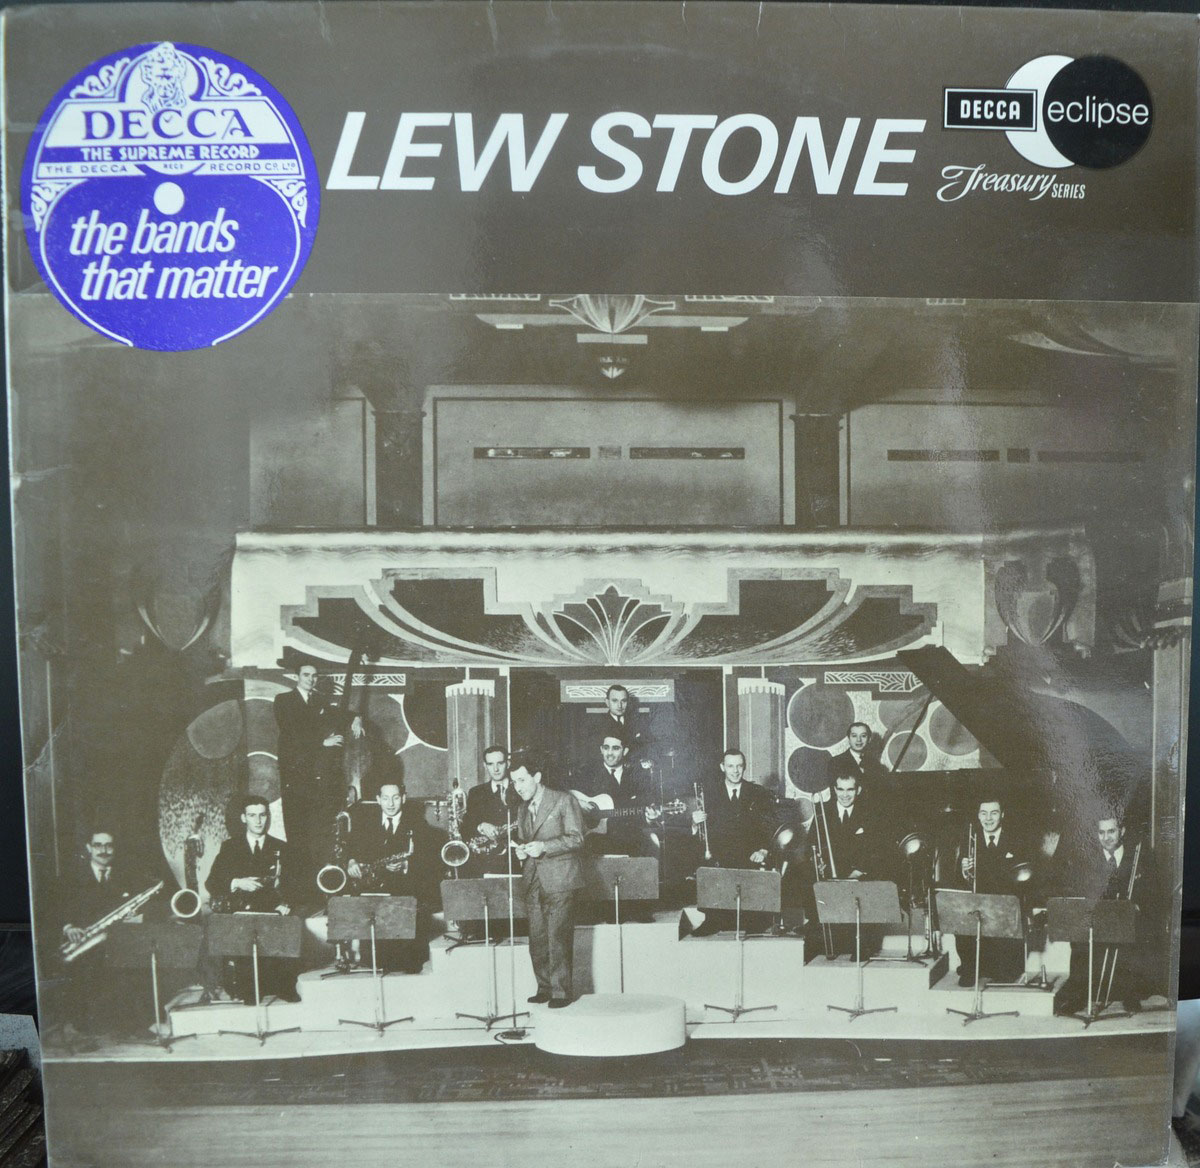 DECCA
THE SUPREME RECORD
THE DECCA RECORD CO. LTD
the bands
that matter
LEW STONE
DECCA eclipse
Treasury SERIES